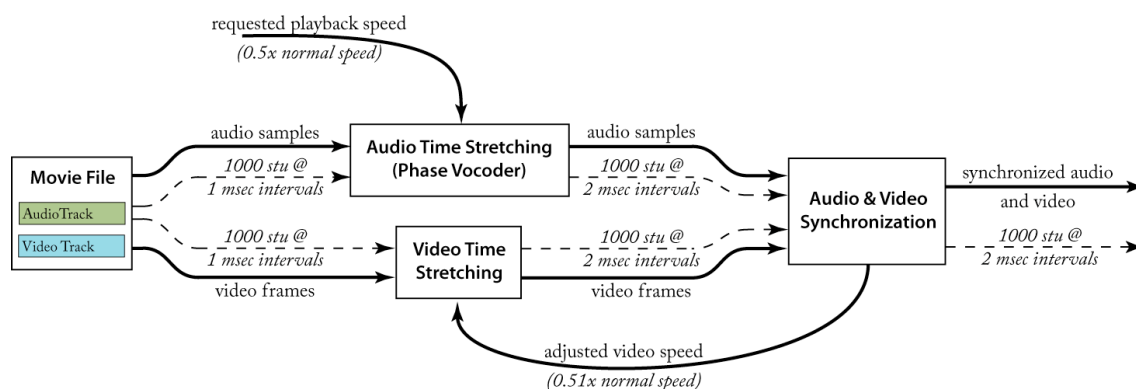 requested playback speed
(0.5x normal speed)
audio samples
1000 stu @
1 msec intervals
Audio Time Stretching
(Phase Vocoder)
audio samples
1000 stu @
2 msec intervals
Movie File
AudioTrack
Video Track
1000 stu @
1 msec intervals
video frames
Video Time
Stretching
1000 stu @
2 msec intervals
video frames
Audio & Video
Synchronization
synchronized audio
and video
1000 stu @
2 msec intervals
adjusted video speed
(0.51x normal speed)